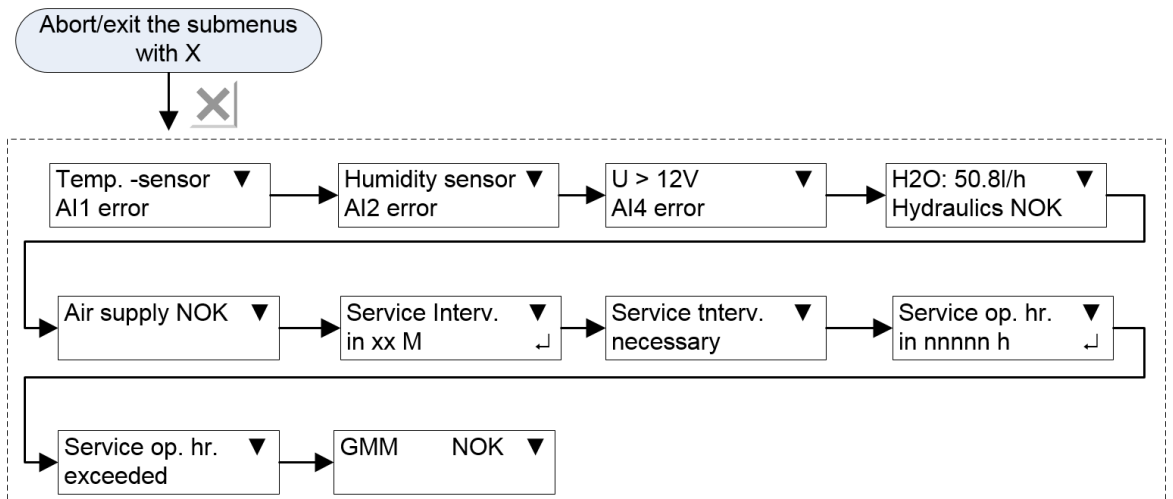 Abort/exit the submenus
with X
Temp. -sensor ▼
AI1 error
Humidity sensor ▼
AI2 error
U > 12V ▼
AI4 error
H2O: 50.8l/h ▼
Hydraulics NOK
Air supply NOK ▼
Service Interv. ▼
in xx M ↵
Service tnterv. ▼
necessary
Service op. hr. ▼
in nnnnn h ↵
Service op. hr. ▼
exceeded
GMM NOK ▼